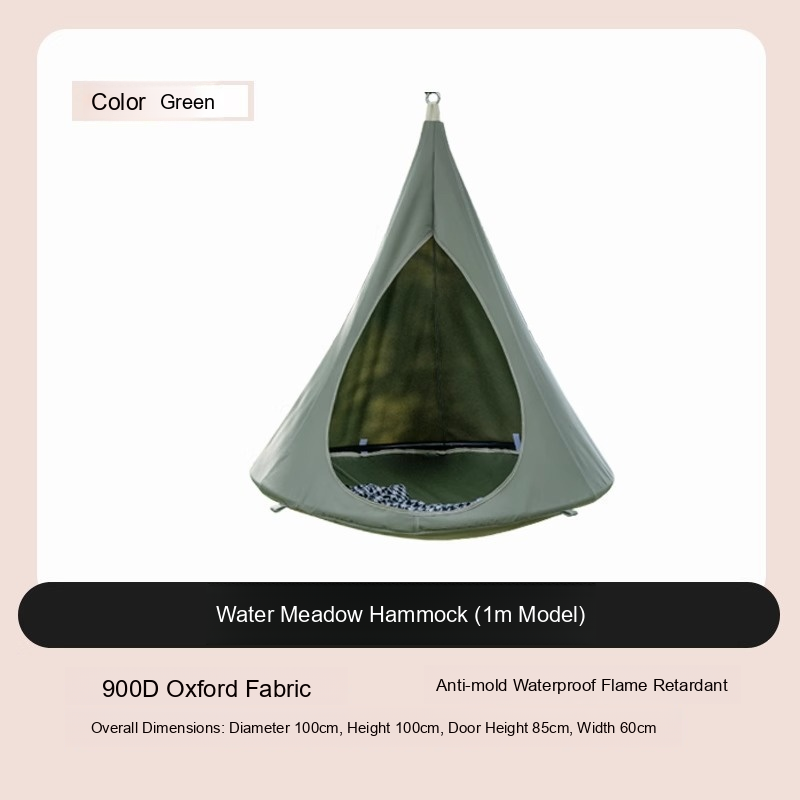 Color Green
Water Meadow Hammock (1m Model)
900D Oxford Fabric
Anti-mold Waterproof Flame Retardant
Overall Dimensions: Diameter 100cm, Height 100cm, Door Height 85cm, Width 60cm